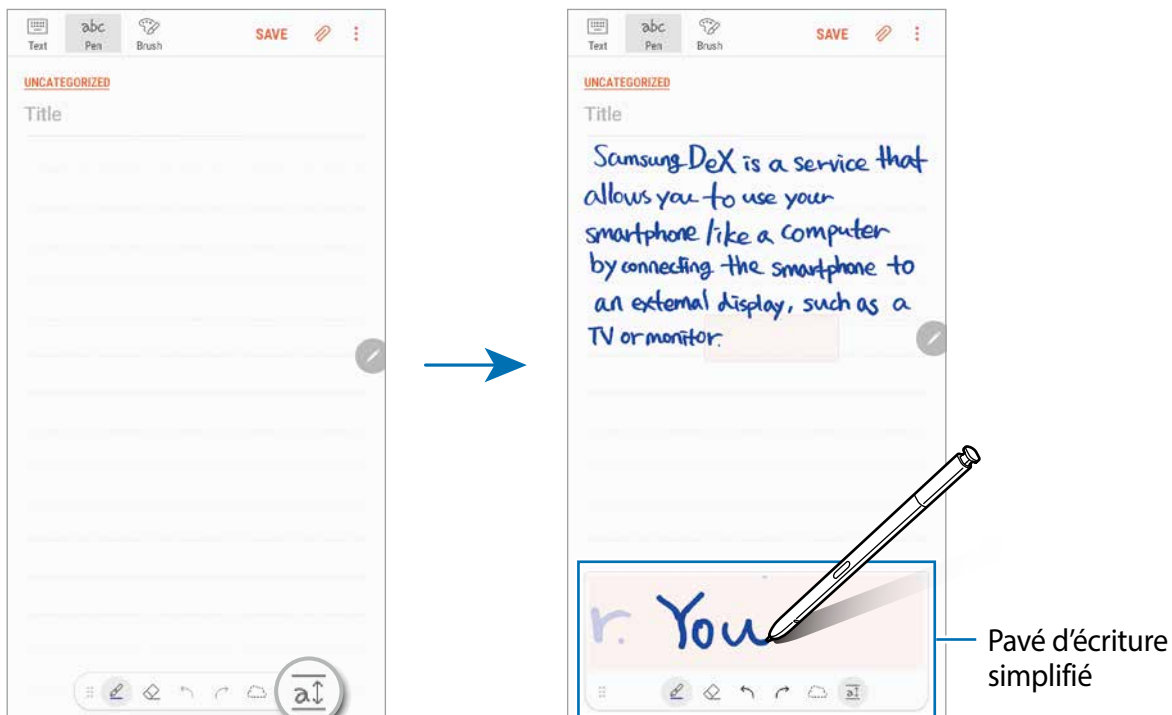 Text
abc
Pen
Brush
SAVE
UNCATEGORIZED
Title
a
Text
abc
Pen
Brush
SAVE
UNCATEGORIZED
Title
Samsung DeX is a service that
allows you to use your
smartphone like a computer
by connecting the smartphone to
an external display, such as a
TV or monitor.
r. You
a
Pavé d'écriture
simplifié